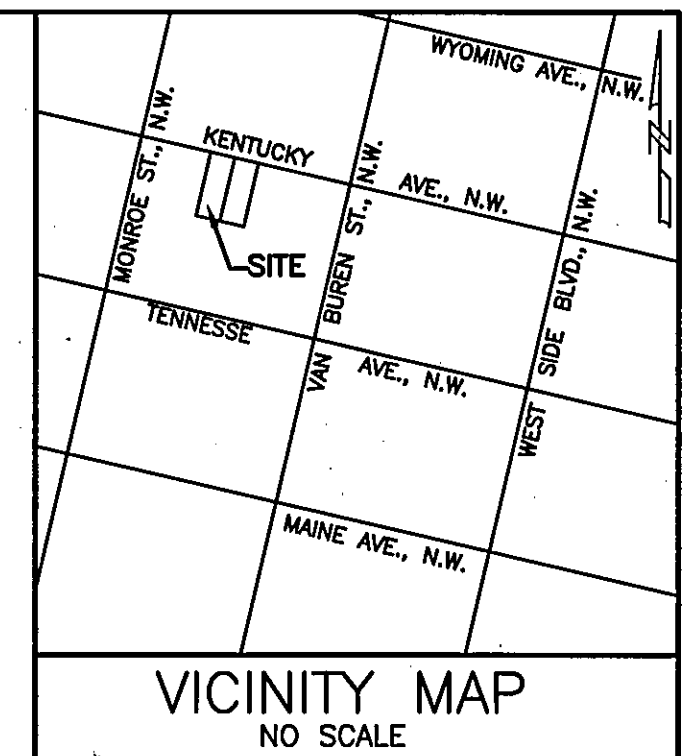 WYOMING AVE., N.W.
MONROE ST., N.W.
KENTUCKY AVE., N.W.
N
VAN BUREN ST., N.W.
WEST SIDE BLVD., N.W.
SITE
TENNESSE AVE., N.W.
MAINE AVE., N.W.
VICINITY MAP
NO SCALE